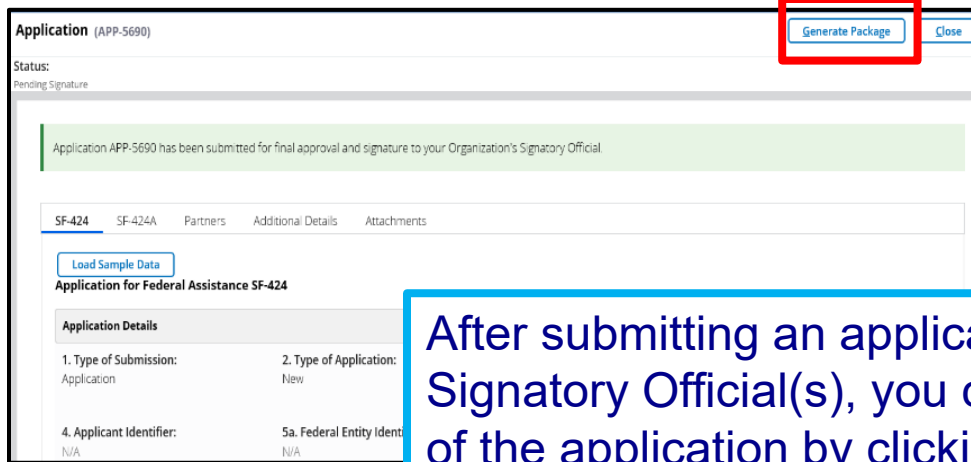 Application (APP-5690)
Generate Package
Close
Status:
Pending Signature
Application APP-5690 has been submitted for final approval and signature to your Organization's Signatory Official.
SF-424 SF-424A Partners Additional Details Attachments
Load Sample Data
Application for Federal Assistance SF-424
Application Details
1. Type of Submission: 2. Type of Application:
Application New
4. Applicant Identifier: 5a. Federal Entity
N/A N/A
After submitting an
Signatory Official(s), you
of the application by